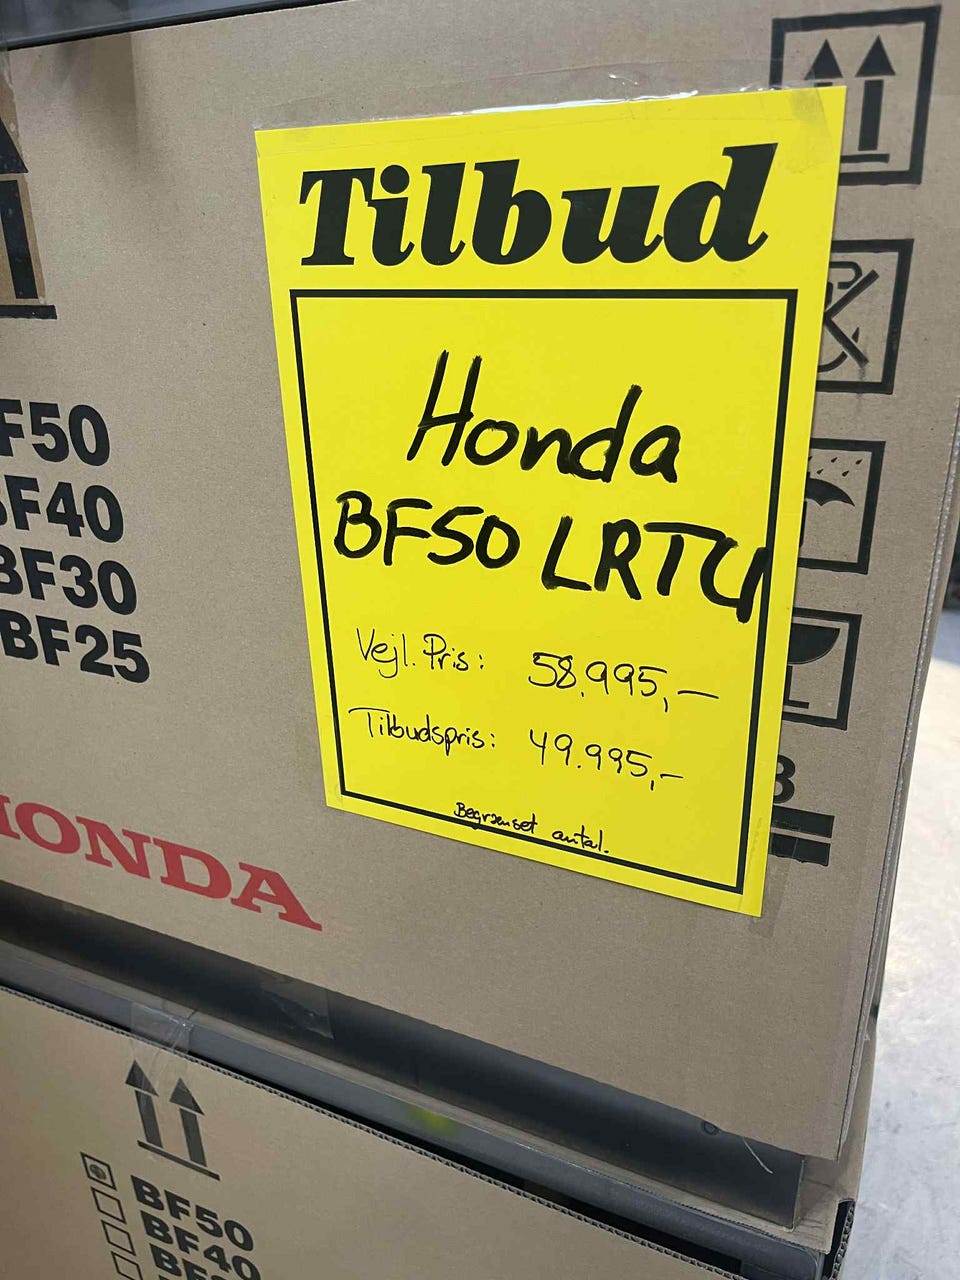 Tilbud
Honda
BF50 LRTU
Vejl. Pris: 58.995,-
Tilbudspris: 49.995,-
Begrænset antal.
F50
BF40
BF30
BF25
HONDA
BF50
BF40